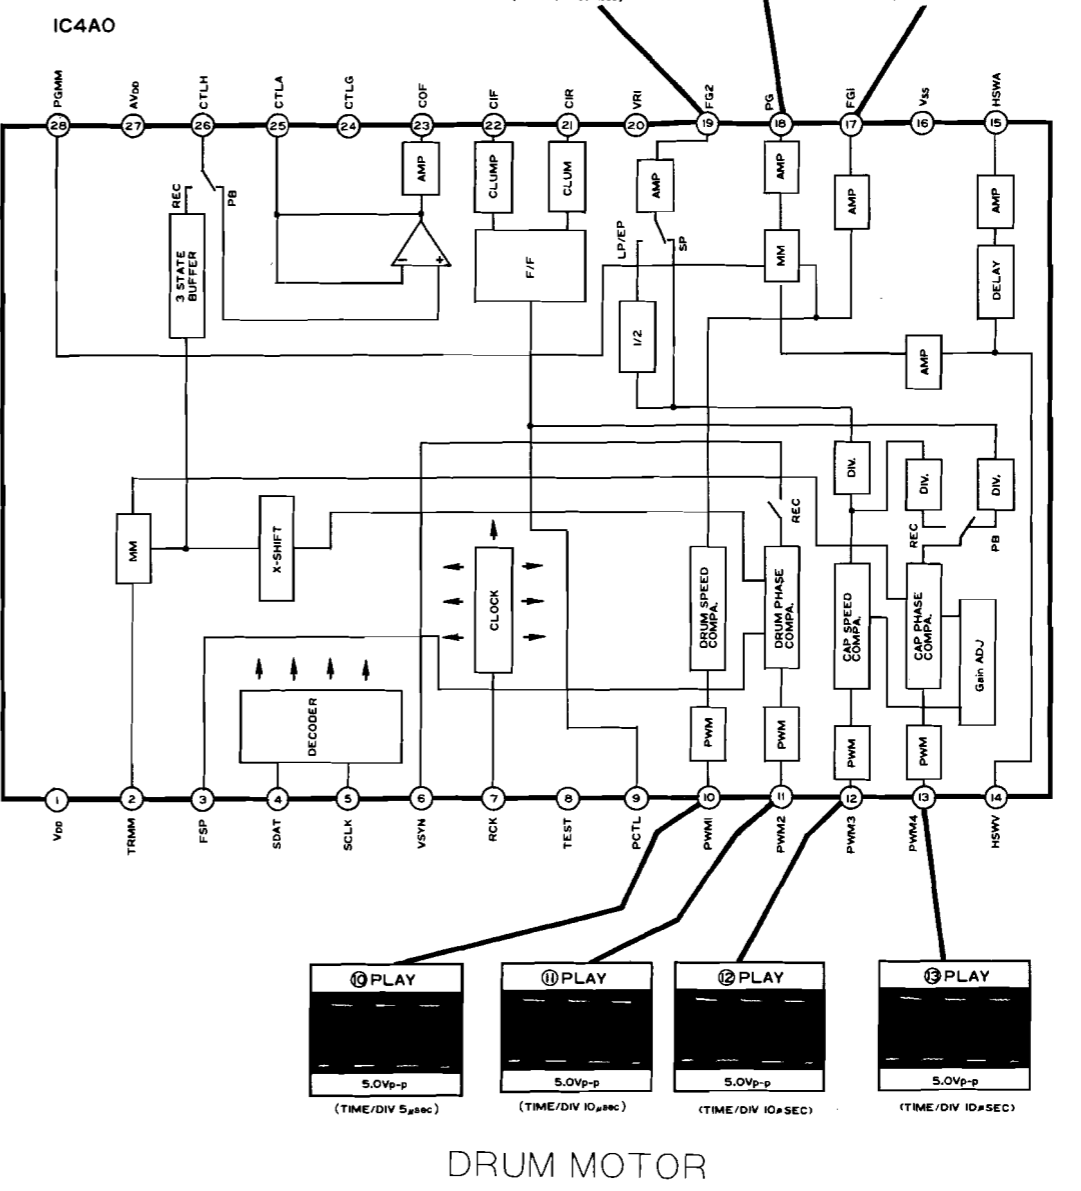 IC4A0
PGMM
AVDD
CTLH
CTLA
CTLG
COF
CIF
CIR
VRI
FG2
PG
FG1
VSS
HSWA
28
27
26
25
24
23
22
21
20
19
18
17
16
15
REC
PB
3 STATE
BUFFER
AMP
CLUMP
CLUM
F/F
AMP
LP/EP
SP
1/2
AMP
MM
AMP
AMP
DELAY
AMP
MM
X-SHIFT
CLOCK
DECODER
REC
DIV.
DIV.
DIV.
REC
PB
DRUM SPEED
COMPA.
DRUM PHASE
COMPA.
CAP SPEED
COMPA.
CAP PHASE
COMPA.
Gain ADJ
PWM
PWM
PWM
PWM
1
2
3
4
5
6
7
8
9
10
11
12
13
14
VDD
TRMM
FSP
SDAT
SCLK
VSYN
RCK
TEST
PCTL
PWM1
PWM2
PWM3
PWM4
HSWV
⑩PLAY
5.0Vp-p
(TIME/DIV 5μsec)
⑪PLAY
5.0Vp-p
(TIME/DIV 10μsec)
⑫PLAY
5.0Vp-p
(TIME/DIV 10μSEC)
⑬PLAY
5.0Vp-p
(TIME/DIV 10μSEC)
DRUM MOTOR